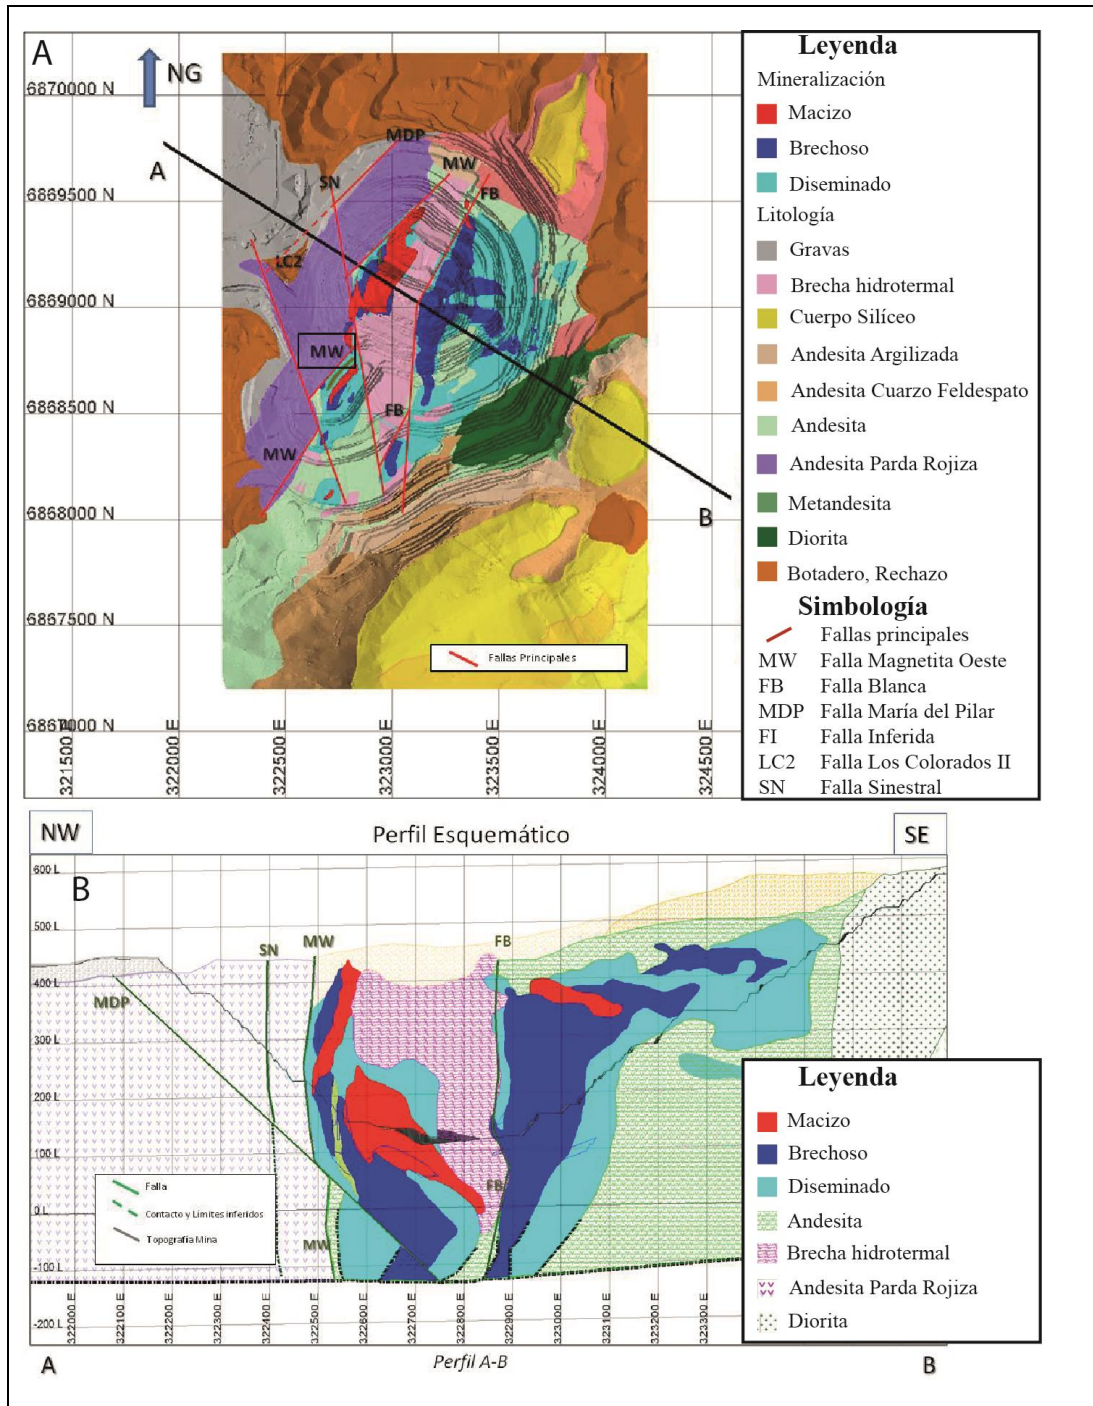 A
NG
6870000 N
6869500 N
6869000 N
6868500 N
6868000 N
6867500 N
6867000 N
321500 E
322000 E
322500 E
323000 E
323500 E
324000 E
324500 E
A
B
MDP
MW
SN
FB
LC2
MW
FB
MW
Fallas Principales
Leyenda
Mineralización
Macizo
Brechoso
Diseminado
Litología
Gravas
Brecha hidrotermal
Cuerpo Silíceo
Andesita Argilizada
Andesita Cuarzo Feldespato
Andesita
Andesita Parda Rojiza
Metandesita
Diorita
Botadero, Rechazo
Simbología
Fallas principales
MW Falla Magnetita Oeste
FB Falla Blanca
MDP Falla María del Pilar
FI Falla Inferida
LC2 Falla Los Colorados II
SN Falla Sinestral
NW
Perfil Esquemático
SE
B
600 L
500 L
400 L
300 L
200 L
100 L
0 L
-100 L
-200 L
SN
MW
FB
MDP
FB
MW
Falla
Contacto y Limites inferidos
Topografía Mina
322000 E
322100 E
322200 E
322300 E
322400 E
322500 E
322600 E
322700 E
322800 E
322900 E
323000 E
323100 E
323200 E
323300 E
Leyenda
Macizo
Brechoso
Diseminado
Andesita
Brecha hidrotermal
Andesita Parda Rojiza
Diorita
A
Perfil A-B
B